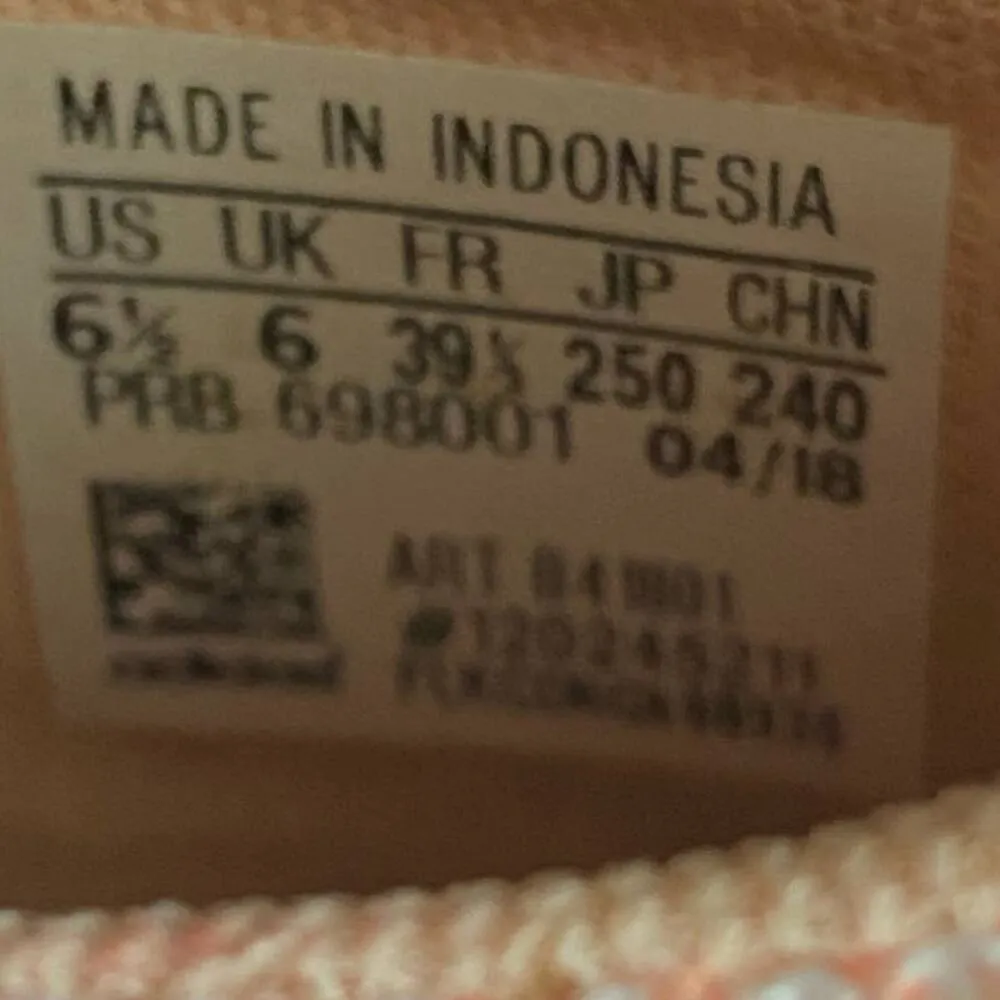 MADE IN INDONESIA
US UK FR JP CHN
6½ 6 39⅓ 250 240
PRB 698001 04/18
ART